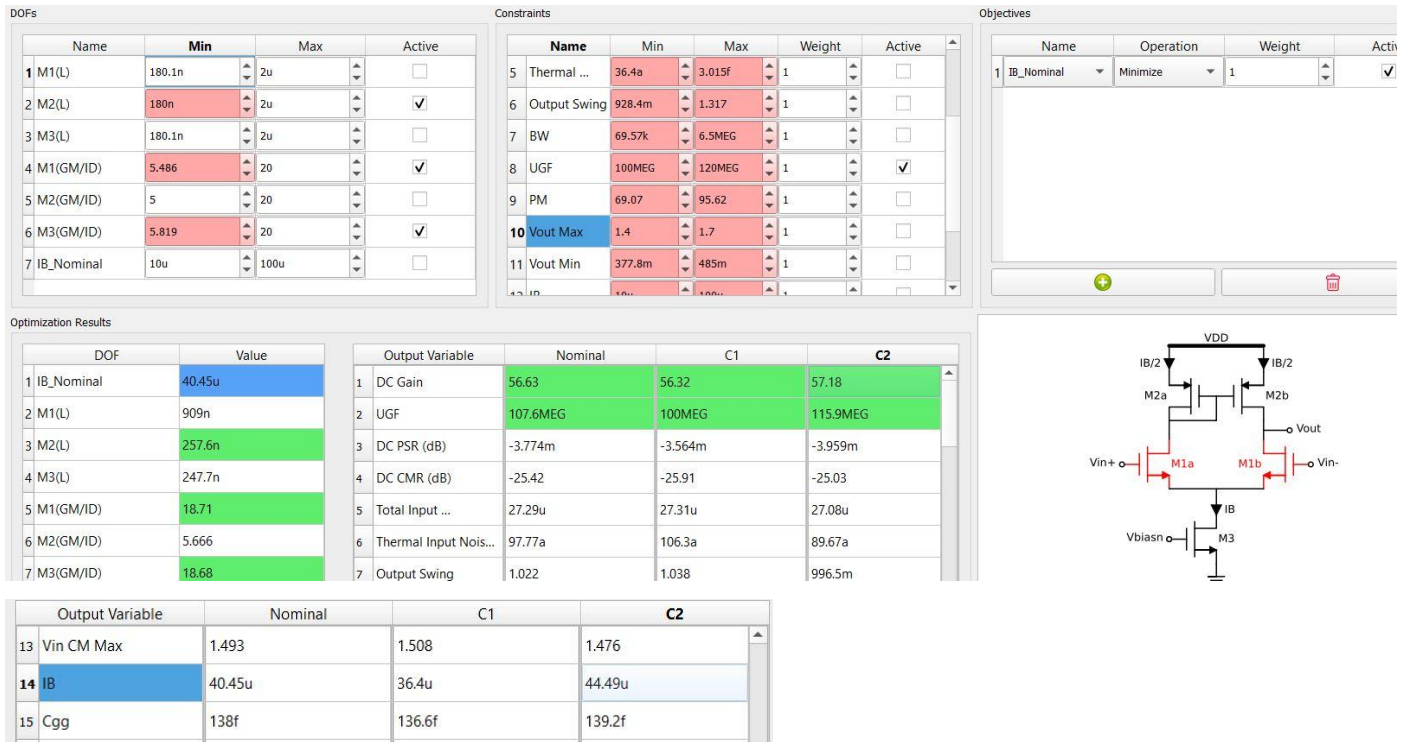 DOFs
Name Min Max Active
1 M1(L) 180.1n 2u
2 M2(L) 180n 2u
3 M3(L) 180.1n 2u
4 M1(GM/ID) 5.486 20
5 M2(GM/ID) 5 20
6 M3(GM/ID) 5.819 20
7 IB_Nominal 10u 100u
Constraints
Name Min Max Weight Active
5 Thermal ... 36.4a 3.015f 1
6 Output Swing 928.4m 1.317 1
7 BW 69.57k 6.5MEG 1
8 UGF 100MEG 120MEG 1
9 PM 69.07 95.62 1
10 Vout Max 1.4 1.7 1
11 Vout Min 377.8m 485m 1
12 IB 10u 100u 1
Objectives
Name Operation Weight Activ
1 IB_Nominal Minimize 1
Optimization Results
DOF Value
1 IB_Nominal 40.45u
2 M1(L) 909n
3 M2(L) 257.6n
4 M3(L) 247.7n
5 M1(GM/ID) 18.71
6 M2(GM/ID) 5.666
7 M3(GM/ID) 18.68
Output Variable Nominal C1 C2
1 DC Gain 56.63 56.32 57.18
2 UGF 107.6MEG 100MEG 115.9MEG
3 DC PSR (dB) -3.774m -3.564m -3.959m
4 DC CMR (dB) -25.42 -25.91 -25.03
5 Total Input ... 27.29u 27.31u 27.08u
6 Thermal Input Nois... 97.77a 106.3a 89.67a
7 Output Swing 1.022 1.038 996.5m
VDD
IB/2 IB/2
M2a M2b
Vout
Vin+ M1a M1b Vin-
IB
Vbiasn M3
Output Variable Nominal C1 C2
13 Vin CM Max 1.493 1.508 1.476
14 IB 40.45u 36.4u 44.49u
15 Cgg 138f 136.6f 139.2f